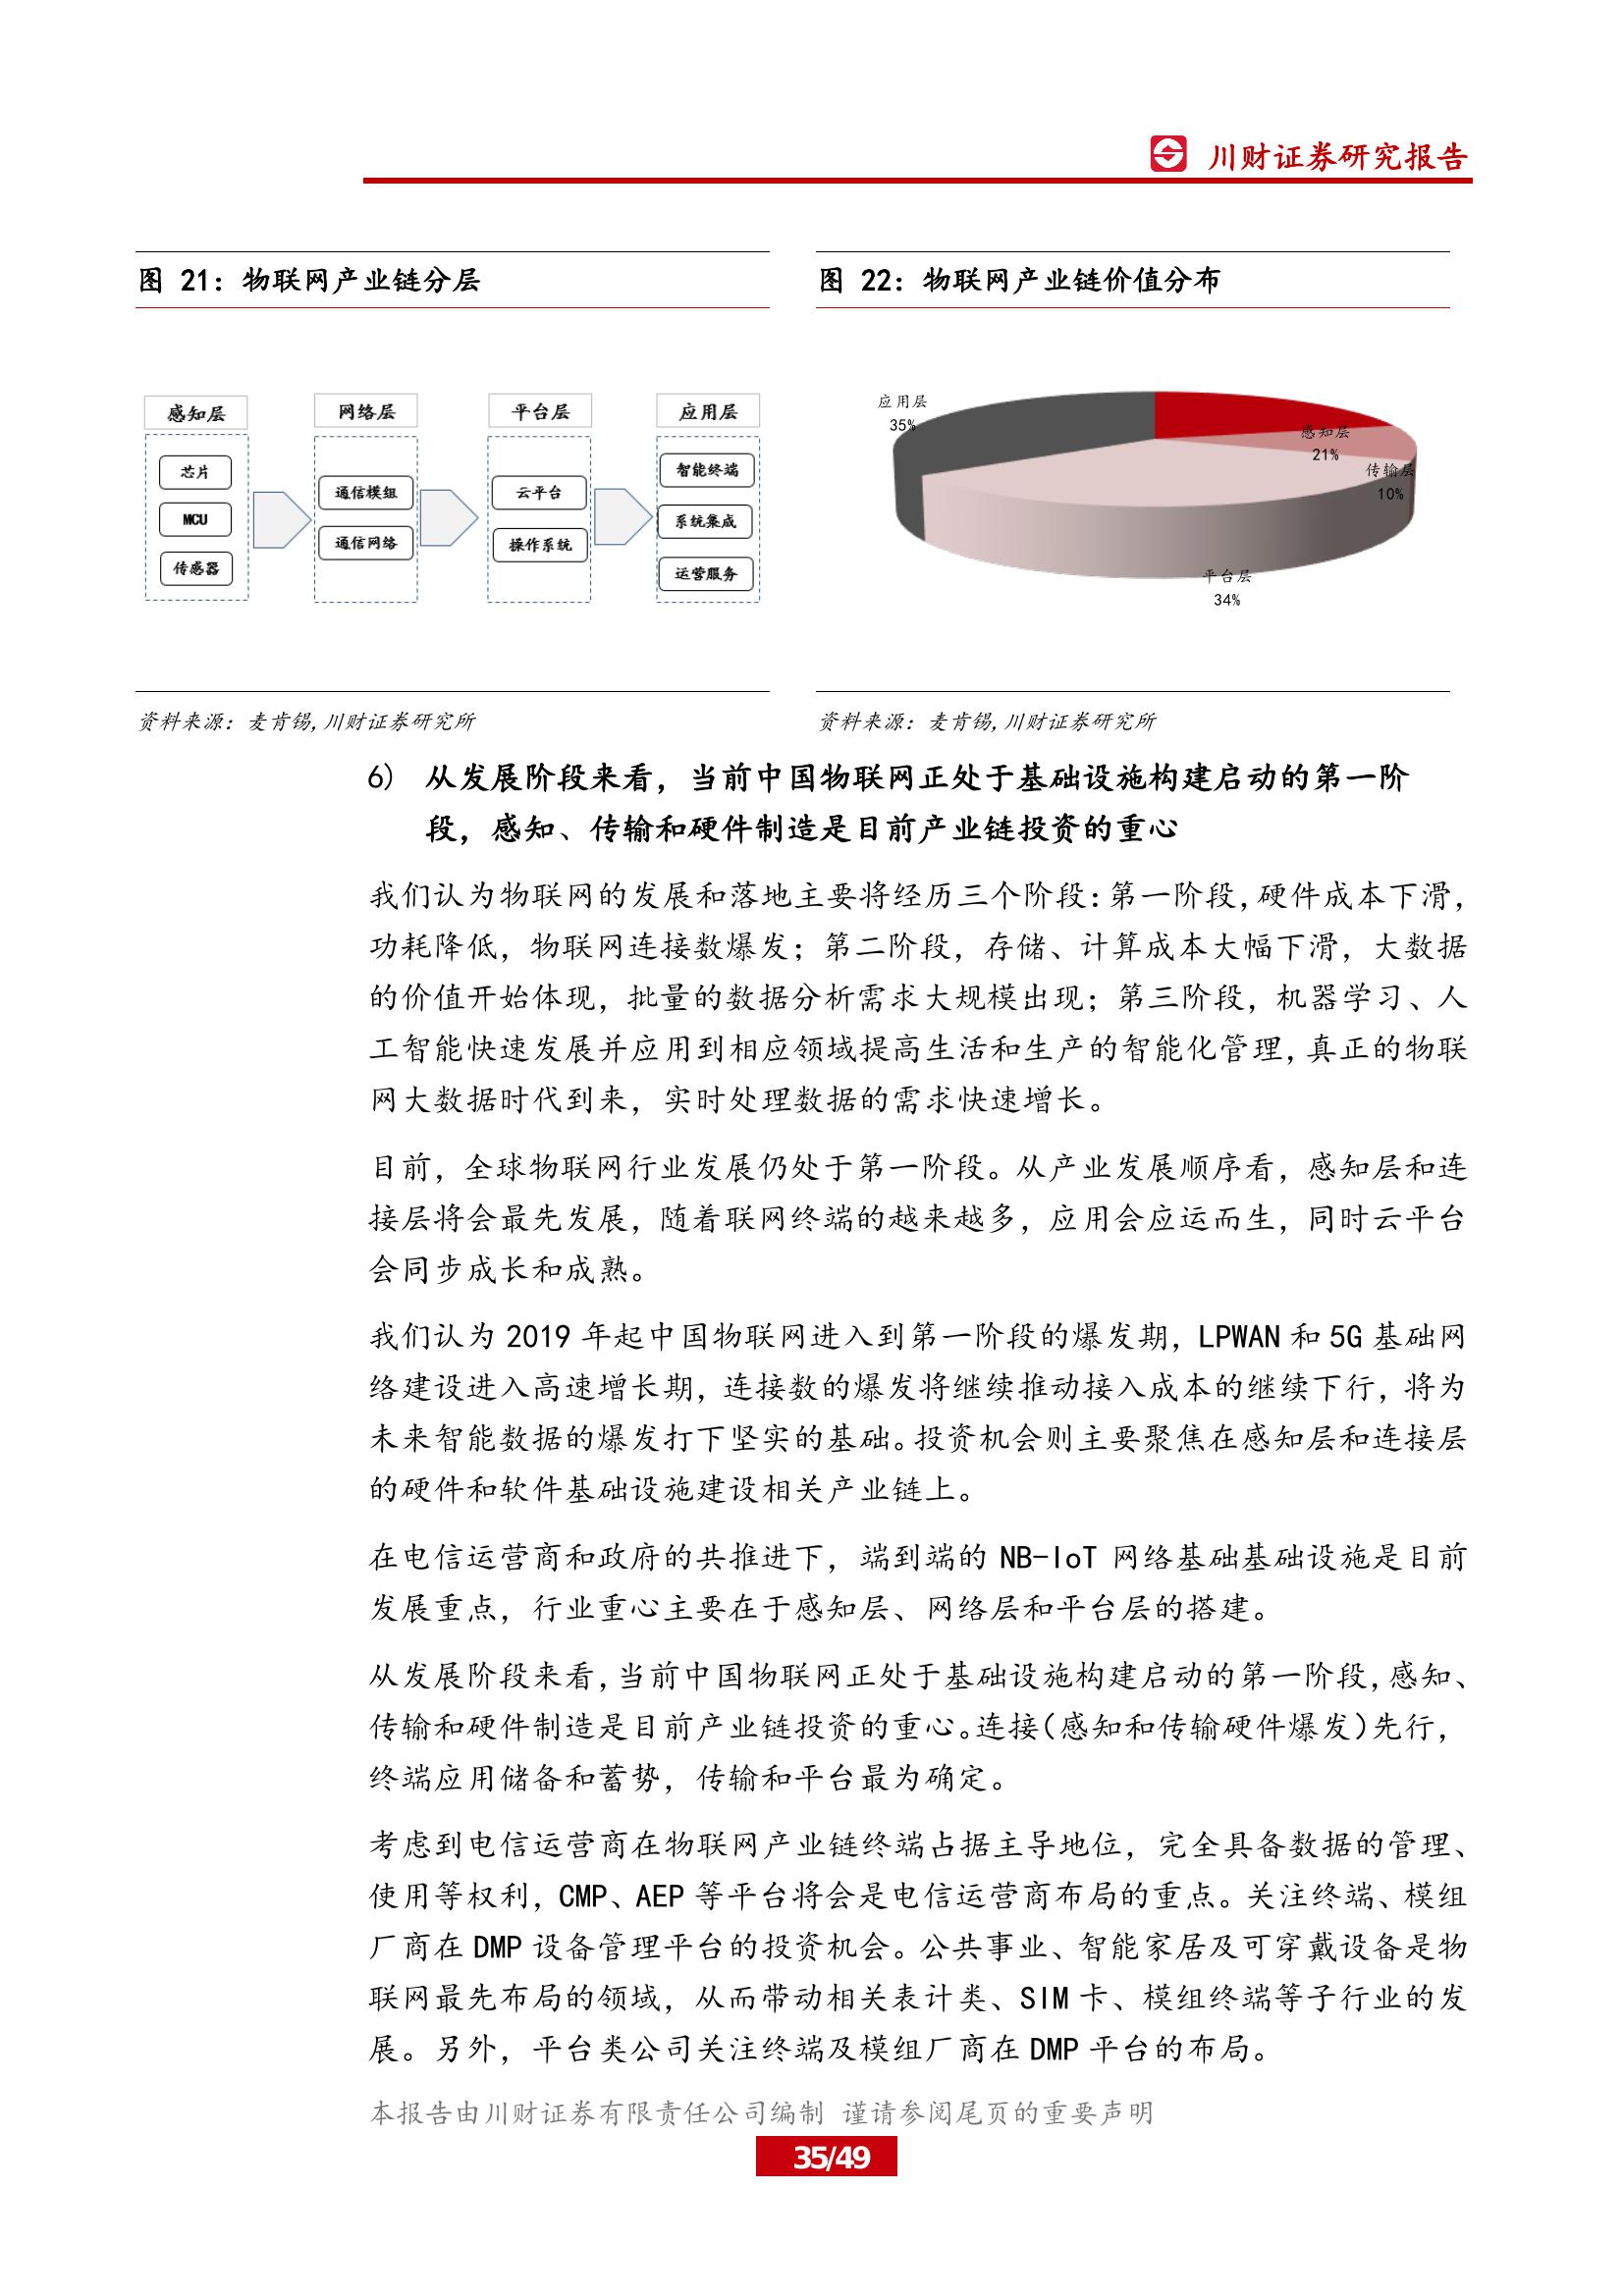 川财证券研究报告
图 21：物联网产业链分层
感知层
芯片
MCU
传感器
网络层
通信模组
通信网络
平台层
云平台
操作系统
应用层
智能终端
系统集成
运营服务
资料来源：麦肯锡,川财证券研究所
图 22：物联网产业链价值分布
应用层
35%
感知层
21%
传输层
10%
平台层
34%
资料来源：麦肯锡,川财证券研究所
6) 从发展阶段来看，当前中国物联网正处于基础设施构建启动的第一阶
段，感知、传输和硬件制造是目前产业链投资的重心
我们认为物联网的发展和落地主要将经历三个阶段：第一阶段，硬件成本下滑，
功耗降低，物联网连接数爆发；第二阶段，存储、计算成本大幅下滑，大数据
的价值开始体现，批量的数据分析需求大规模出现；第三阶段，机器学习、人
工智能快速发展并应用到相应领域提高生活和生产的智能化管理，真正的物联
网大数据时代到来，实时处理数据的需求快速增长。
目前，全球物联网行业发展仍处于第一阶段。从产业发展顺序看，感知层和连
接层将会最先发展，随着联网终端的越来越多，应用会应运而生，同时云平台
会同步成长和成熟。
我们认为 2019 年起中国物联网进入到第一阶段的爆发期，LPWAN 和 5G 基础网
络建设进入高速增长期，连接数的爆发将继续推动接入成本的继续下行，将为
未来智能数据的爆发打下坚实的基础。投资机会则主要聚焦在感知层和连接层
的硬件和软件基础设施建设相关产业链上。
在电信运营商和政府的共推进下，端到端的 NB-IoT 网络基础基础设施是目前
发展重点，行业重心主要在于感知层、网络层和平台层的搭建。
从发展阶段来看，当前中国物联网正处于基础设施构建启动的第一阶段，感知、
传输和硬件制造是目前产业链投资的重心。连接（感知和传输硬件爆发）先行，
终端应用储备和蓄势，传输和平台最为确定。
考虑到电信运营商在物联网产业链终端占据主导地位，完全具备数据的管理、
使用等权利，CMP、AEP 等平台将会是电信运营商布局的重点。关注终端、模组
厂商在 DMP 设备管理平台的投资机会。公共事业、智能家居及可穿戴设备是物
联网最先布局的领域，从而带动相关表计类、SIM 卡、模组终端等子行业的发
展。另外，平台类公司关注终端及模组厂商在 DMP 平台的布局。
本报告由川财证券有限责任公司编制 谨请参阅尾页的重要声明
35/49